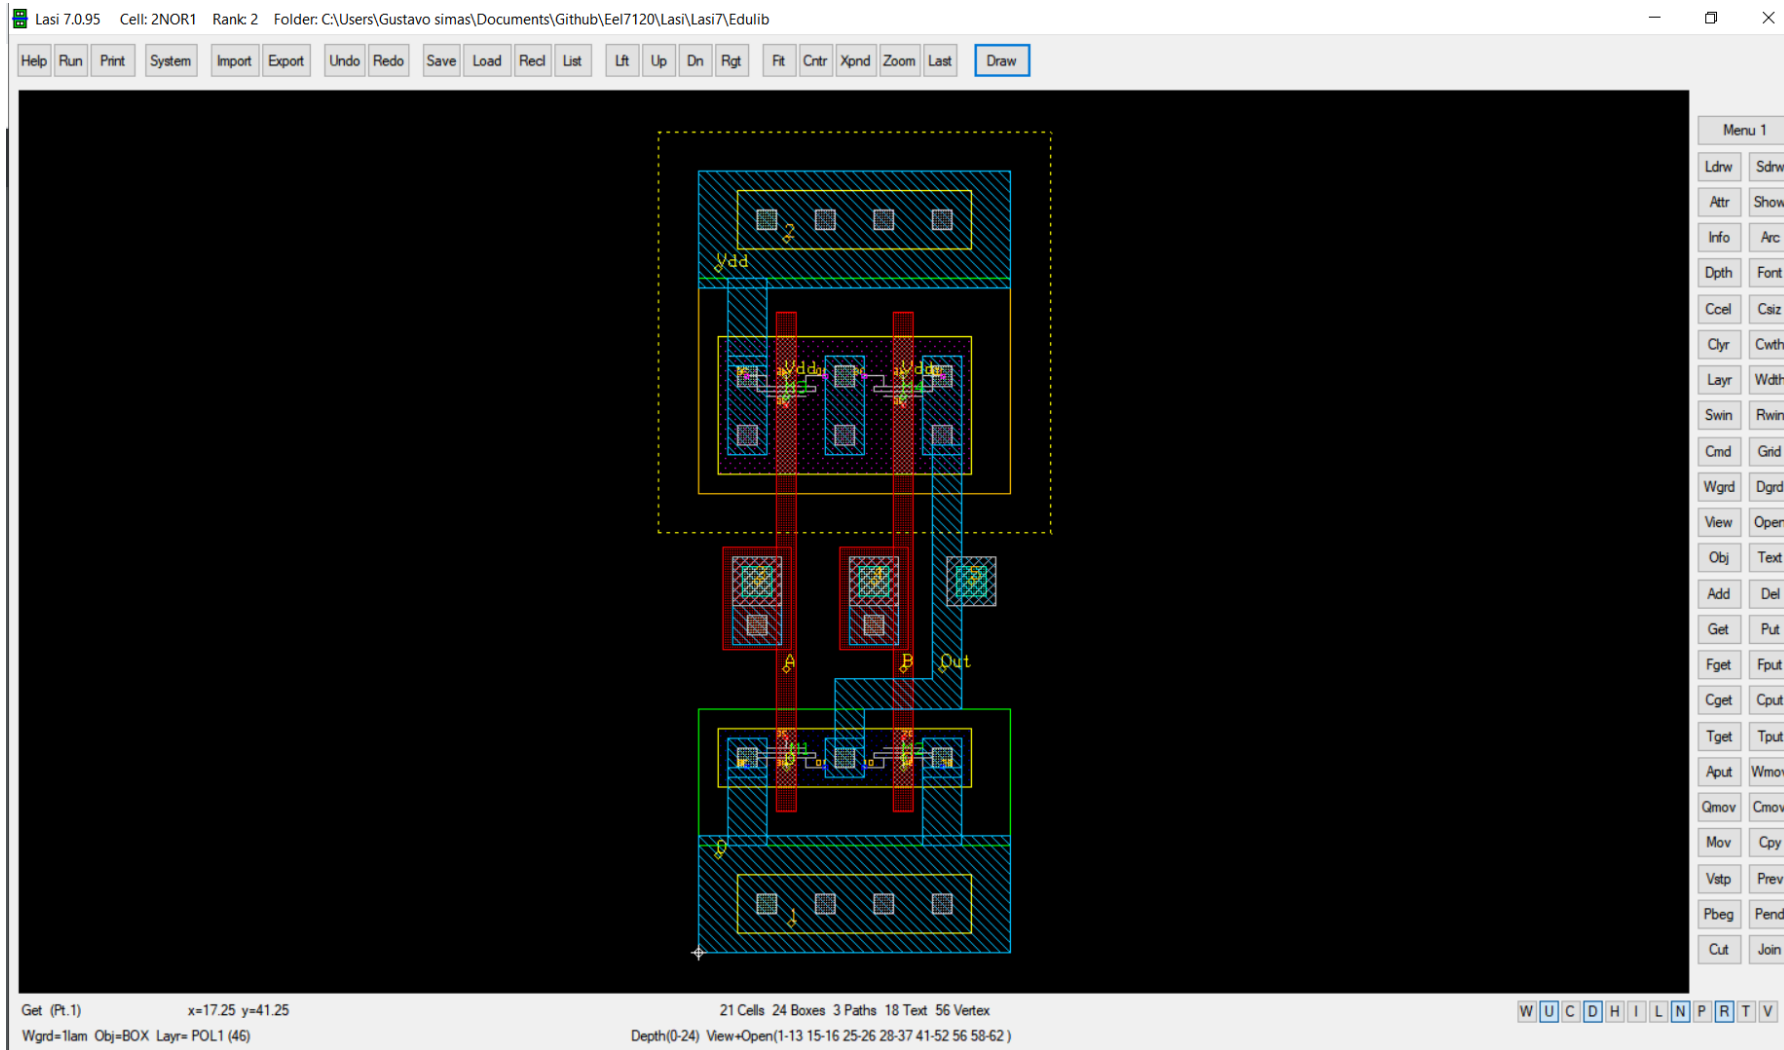 Lasi 7.0.95 Cell: 2NOR1 Rank: 2 Folder: C:\Users\Gustavo simas\Documents\Github\Eel7120\Lasi\Lasi7\Edulib
Help Run Print System Import Export Undo Redo Save Load Recl List Lft Up Dn Rgt Fit Cntr Xpnd Zoom Last Draw
Menu 1
Ldrw Sdrw
Attr Show
Info Arc
Dpth Font
Ccel Csiz
Clyr Cwth
Layr Wdth
Swin Rwin
Cmd Grid
Wgrd Dgrd
View Open
Obj Text
Add Del
Get Put
Fget Fput
Cget Cput
Tget Tput
Aput Wmov
Qmov Cmov
Mov Cpy
Vstp Prev
Pbeg Pend
Cut Join
2
Vdd
Vdd Vdd
A B Out
0
1
Get (Pt.1) x=17.25 y=41.25 21 Cells 24 Boxes 3 Paths 18 Text 56 Vertex W U C D H I L N P R T V
Wgrd=1lam Obj=BOX Layr= POL1 (46) Depth(0-24) View+Open(1-13 15-16 25-26 28-37 41-52 56 58-62 )